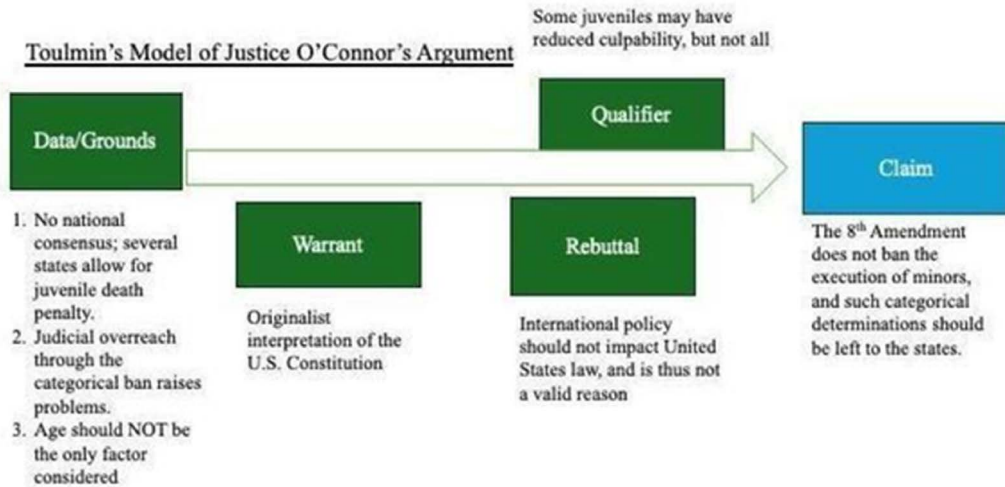 Toulmin's Model of Justice O'Connor's Argument
Some juveniles may have
reduced culpability, but not all
Data/Grounds
Qualifier
Claim
Warrant
Rebuttal
1. No national
consensus; several
states allow for
juvenile death
penalty.
2. Judicial overreach
through the
categorical ban raises
problems.
3. Age should NOT be
the only factor
considered
Originalist
interpretation of the
U.S. Constitution
International policy
should not impact United
States law, and is thus not
a valid reason
The 8th Amendment
does not ban the
execution of minors,
and such categorical
determinations should
be left to the states.